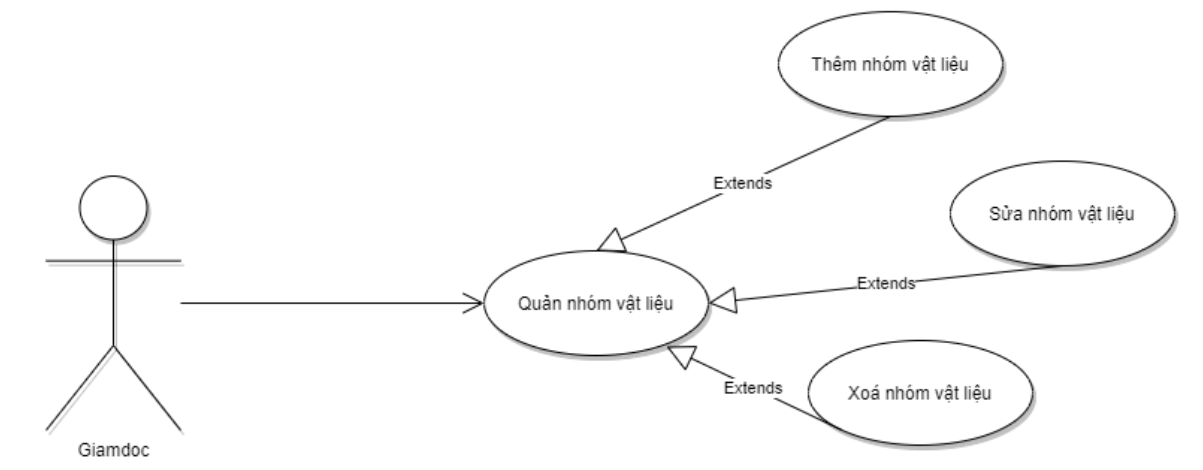 Thêm nhóm vật liệu
Extends
Sửa nhóm vật liệu
Extends
Quản nhóm vật liệu
Extends
Xoá nhóm vật liệu
Giamdoc